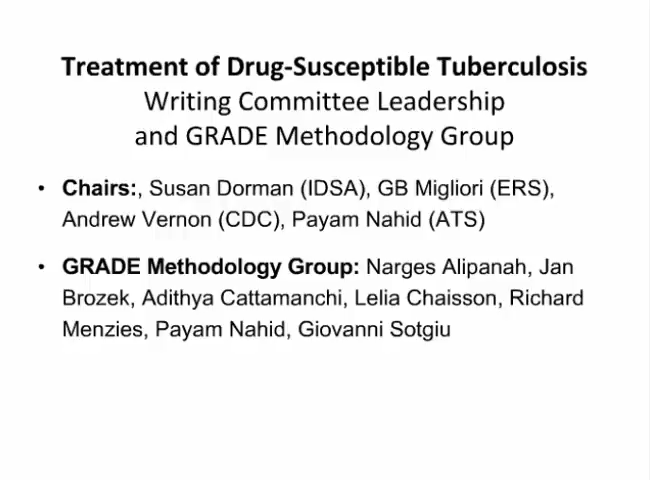 Treatment of Drug-Susceptible Tuberculosis
Writing Committee Leadership
and GRADE Methodology Group
• Chairs:, Susan Dorman (IDSA), GB Migliori (ERS),
Andrew Vernon (CDC), Payam Nahid (ATS)
• GRADE Methodology Group: Narges Alipanah, Jan
Brozek, Adithya Cattamanchi, Lelia Chaisson, Richard
Menzies, Payam Nahid, Giovanni Sotgiu